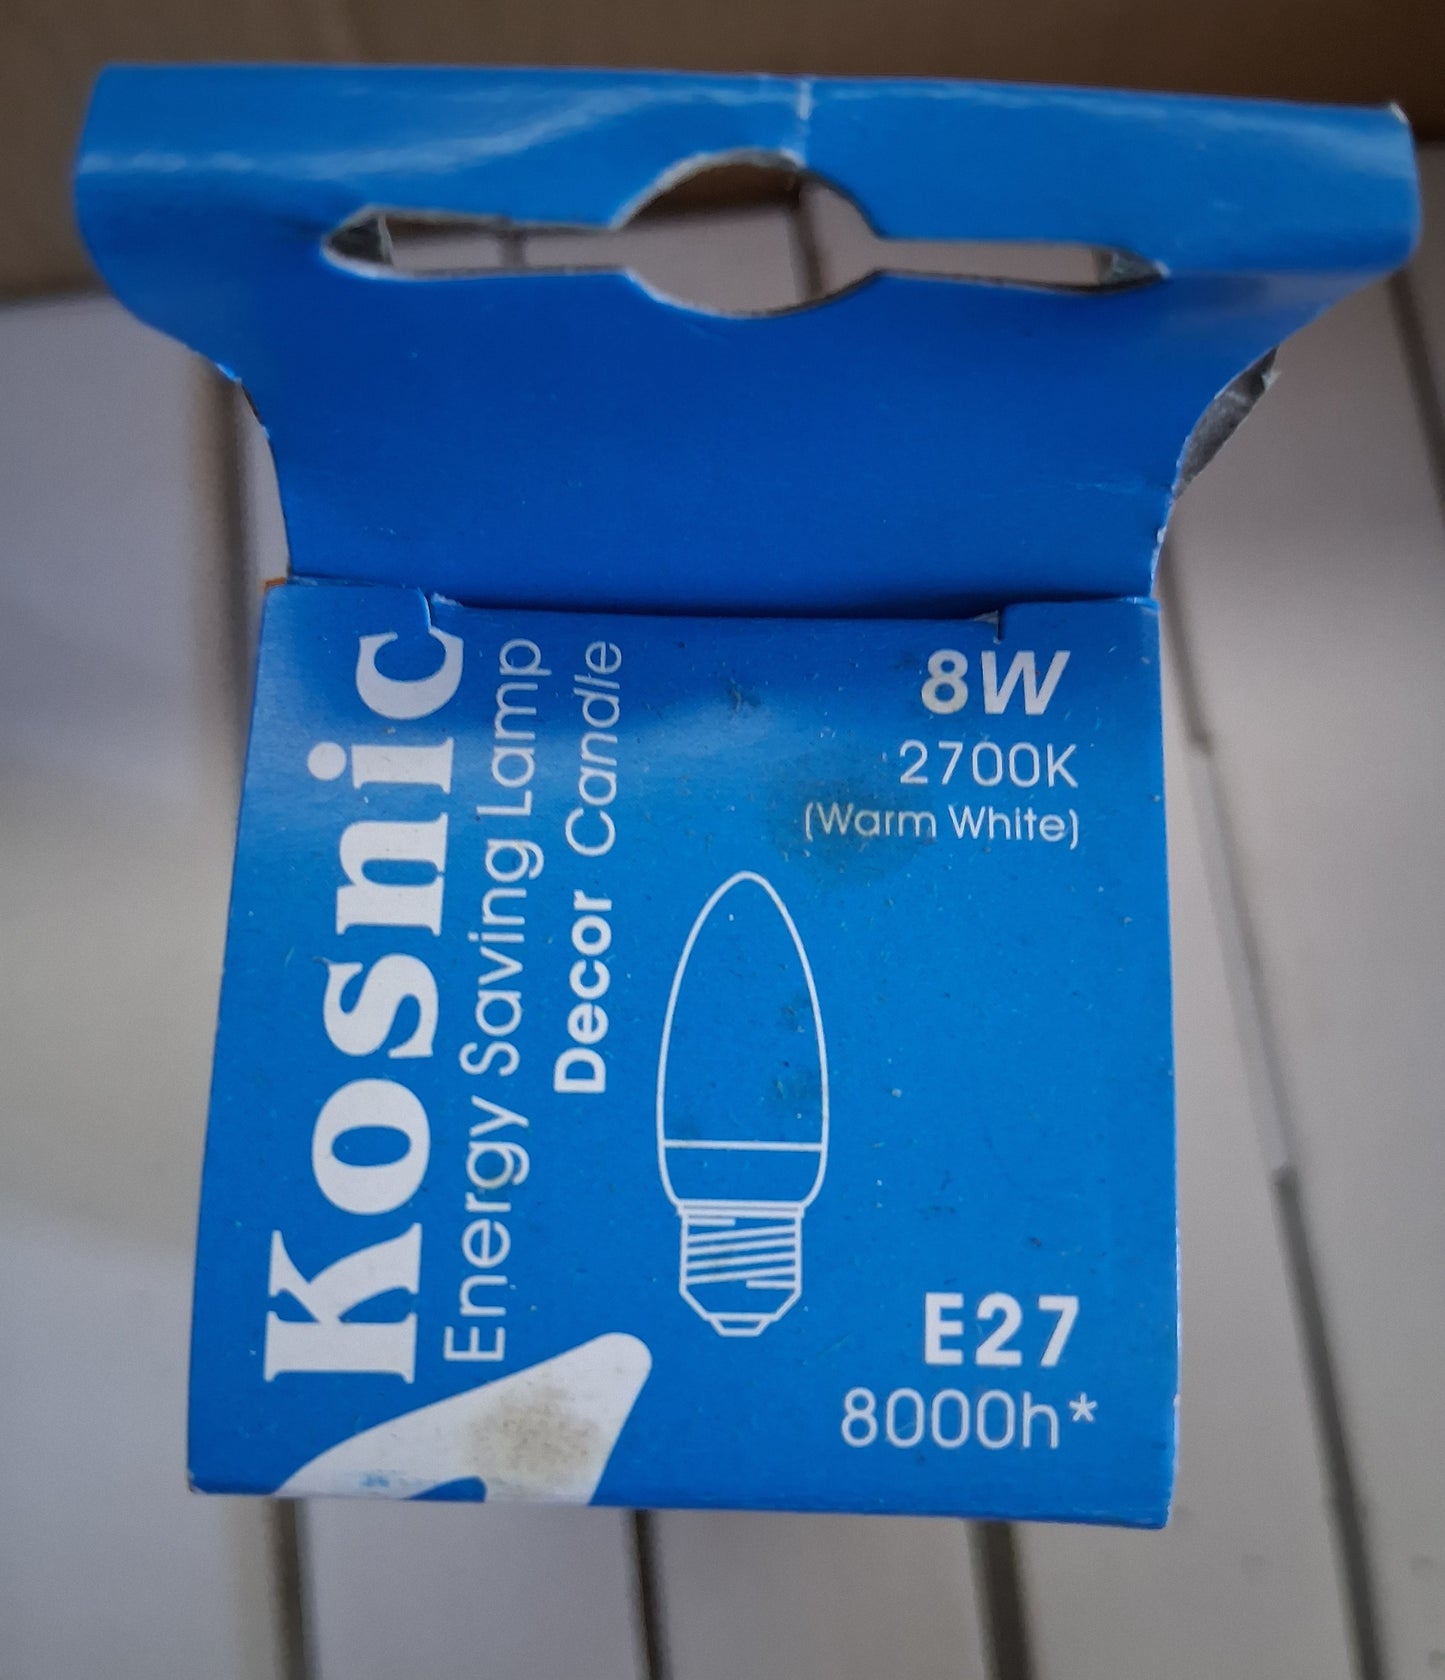 Kosnic
Energy Saving Lamp
Decor Candle
8W
2700K
(Warm White)
E27
8000h*